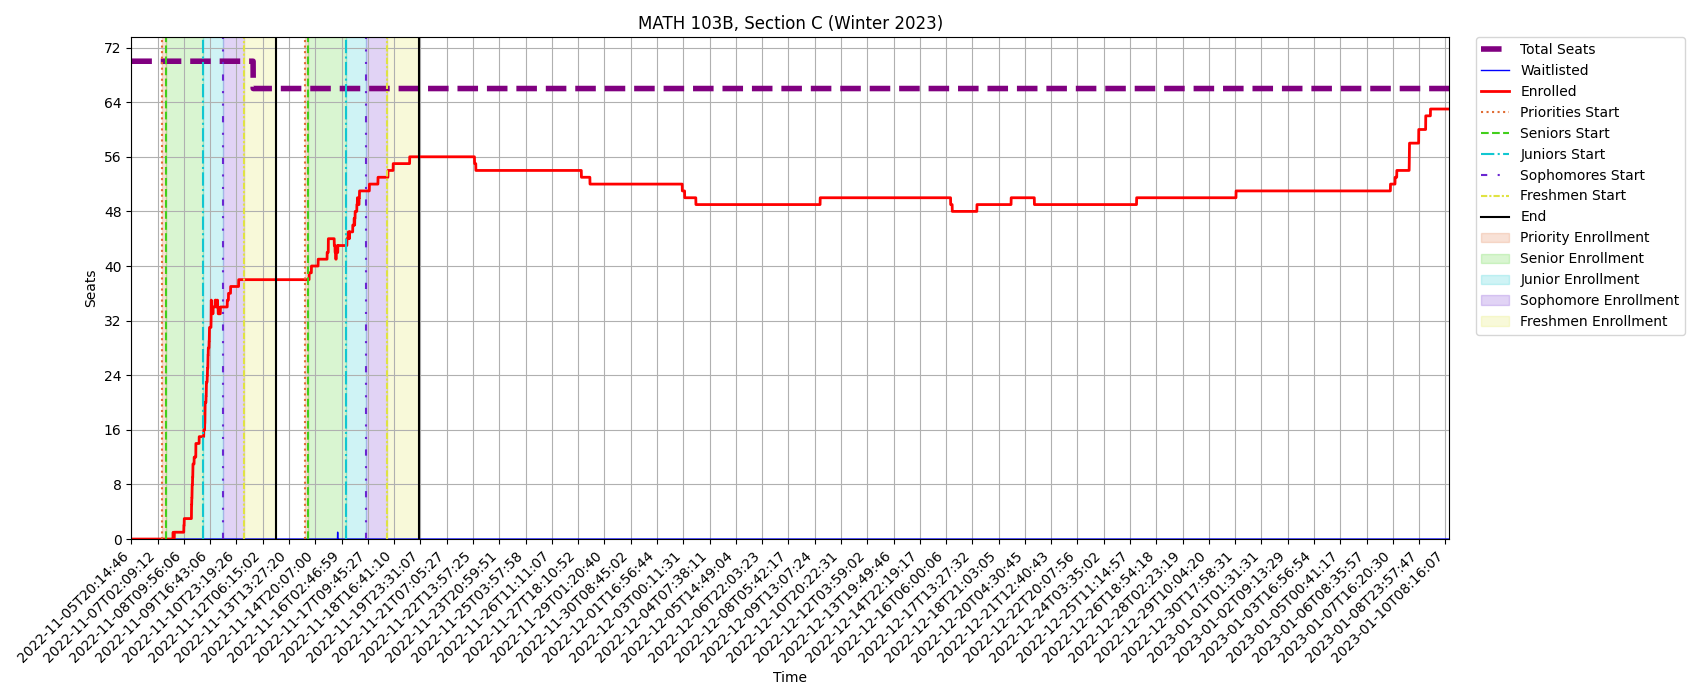 MATH 103B, Section C (Winter 2023)
Seats
72
64
56
48
40
32
24
16
8
0
2022-11-05T20:14:46
2022-11-07T02:09:12
2022-11-08T09:56:06
2022-11-09T16:43:06
2022-11-10T23:19:26
2022-11-12T06:15:02
2022-11-13T13:27:20
2022-11-14T20:07:00
2022-11-16T02:46:59
2022-11-17T09:45:27
2022-11-18T16:41:10
2022-11-19T23:31:07
2022-11-21T07:05:27
2022-11-22T13:57:25
2022-11-23T20:59:51
2022-11-25T03:57:58
2022-11-26T11:11:07
2022-11-27T18:10:52
2022-11-29T01:20:40
2022-11-30T08:45:02
2022-12-01T16:56:44
2022-12-03T00:11:31
2022-12-04T07:38:11
2022-12-05T14:49:04
2022-12-06T22:03:23
2022-12-08T05:42:17
2022-12-09T13:07:24
2022-12-10T20:22:31
2022-12-12T03:59:02
2022-12-13T19:49:46
2022-12-14T22:19:17
2022-12-16T06:00:06
2022-12-17T13:27:32
2022-12-18T21:03:05
2022-12-20T04:30:45
2022-12-21T12:40:43
2022-12-22T20:07:56
2022-12-24T03:35:02
2022-12-25T11:14:57
2022-12-26T18:54:18
2022-12-28T02:23:19
2022-12-29T10:04:20
2022-12-30T17:58:31
2023-01-01T01:31:31
2023-01-02T09:13:29
2023-01-03T16:56:54
2023-01-05T00:41:17
2023-01-06T08:35:57
2023-01-07T16:20:30
2023-01-08T23:57:47
2023-01-10T08:16:07
Time
Total Seats
Waitlisted
Enrolled
Priorities Start
Seniors Start
Juniors Start
Sophomores Start
Freshmen Start
End
Priority Enrollment
Senior Enrollment
Junior Enrollment
Sophomore Enrollment
Freshmen Enrollment